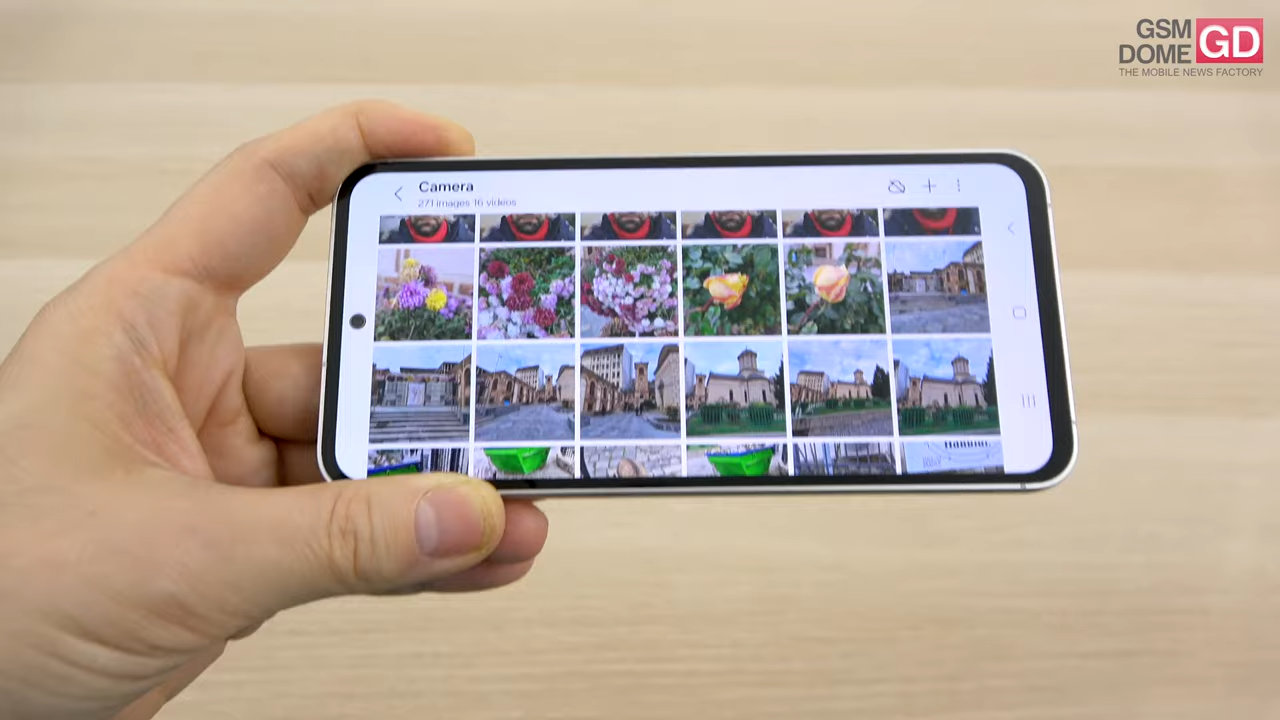 GSM
DOME GD
THE MOBILE NEWS FACTORY
Camera
271 images 16 videos